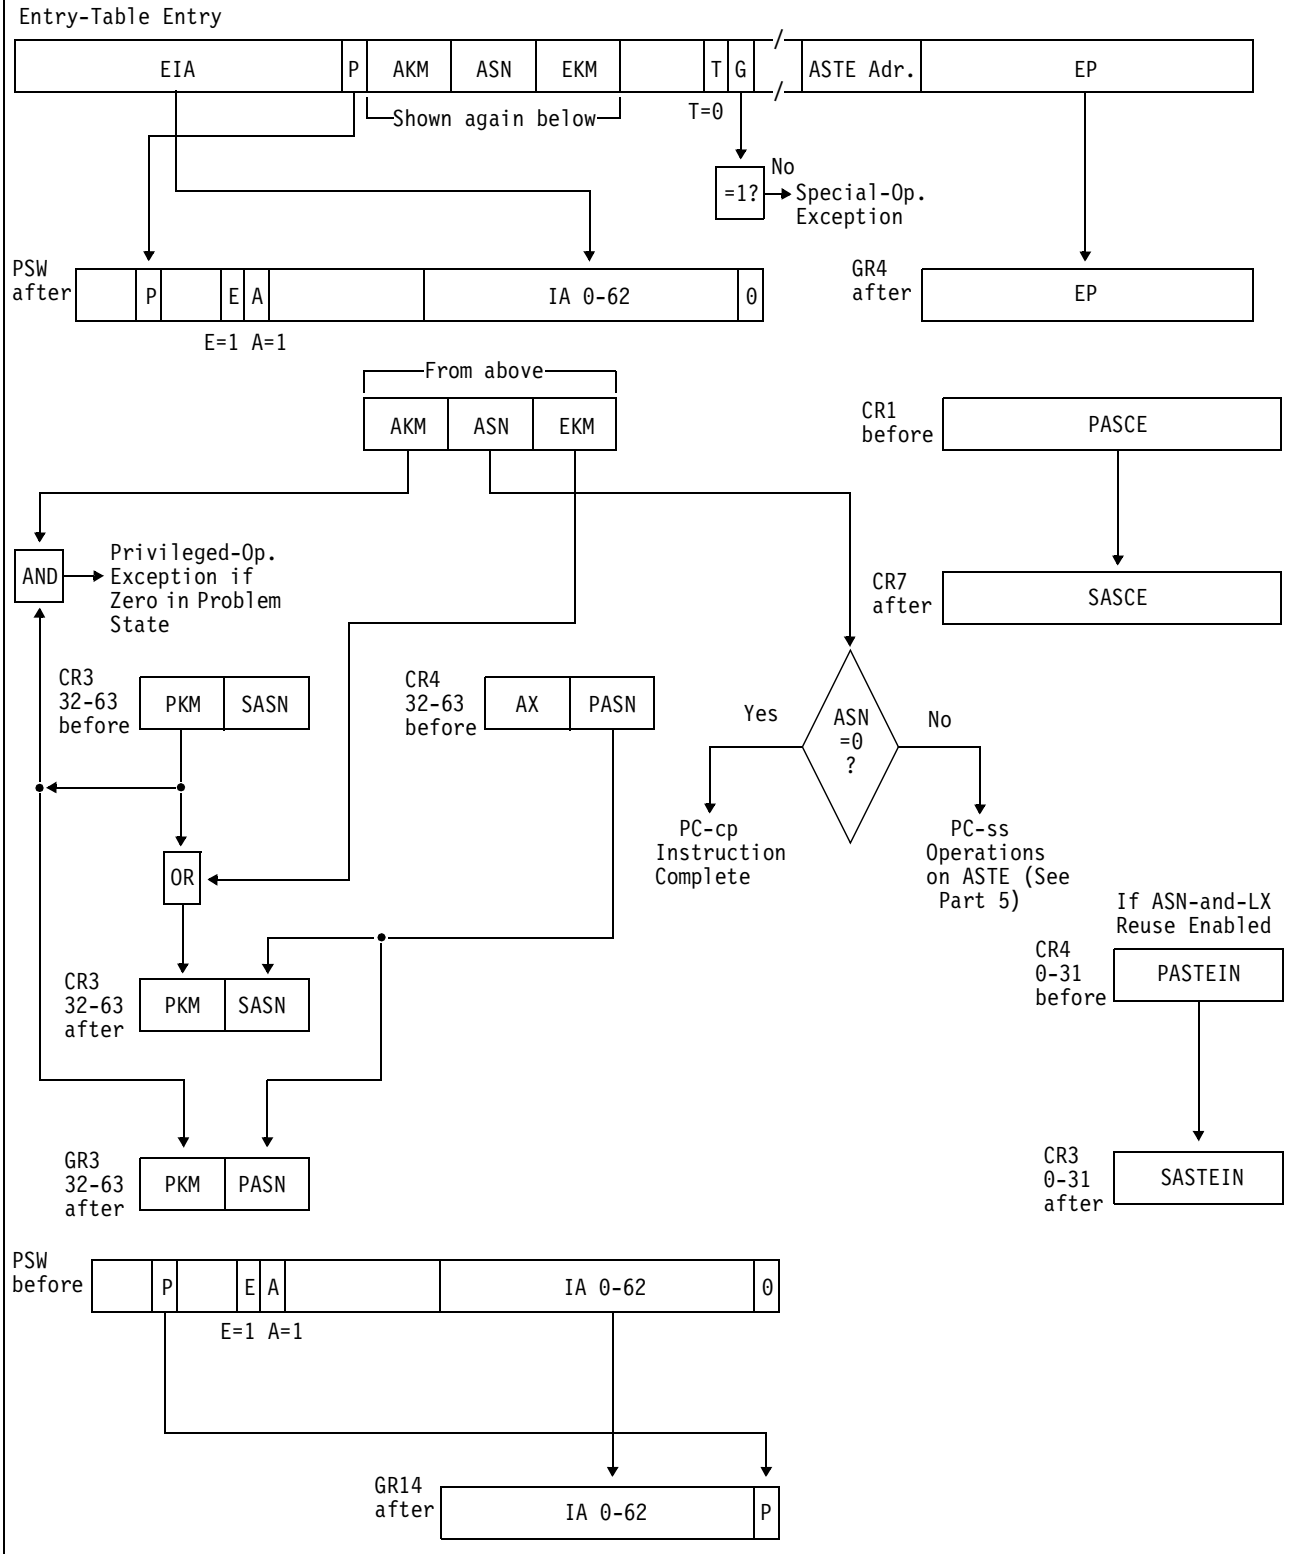 Entry-Table Entry
EIA P AKM ASN EKM T G / / ASTE Adr. EP
Shown again below
T=0
=1?
No
Special-Op.
Exception
PSW
after
P E A IA 0-62 0
E=1 A=1
GR4
after
EP
From above
AKM ASN EKM
CR1
before
PASCE
AND
Privileged-Op.
Exception if
Zero in Problem
State
CR7
after
SASCE
CR3
32-63
before
PKM SASN
CR4
32-63
before
AX PASN
Yes
ASN
=0
?
No
PC-cp
Instruction
Complete
PC-ss
Operations
on ASTE (See
Part 5)
OR
If ASN-and-LX
Reuse Enabled
CR4
0-31
before
PASTEIN
CR3
32-63
after
PKM SASN
GR3
32-63
after
PKM PASN
CR3
0-31
after
SASTEIN
PSW
before
P E A IA 0-62 0
E=1 A=1
GR14
after
IA 0-62 P